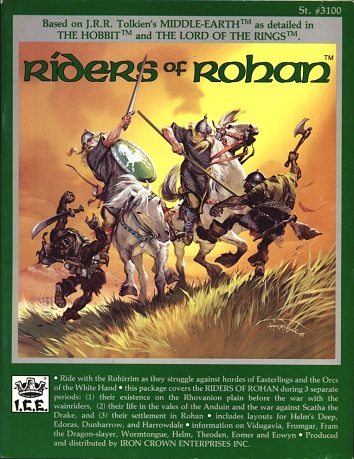 St. #3100
Based on J.R.R. Tolkien's MIDDLE-EARTH™ as detailed in
THE HOBBIT™ and THE LORD OF THE RINGS™.
RIDERS of ROHAN™
• Ride with the Rohirrim as they struggle against hordes of Easterlings and the Orcs
of the White Hand • this package covers the RIDERS OF ROHAN during 3 separate
periods: (1) their existence on the Rhovanion plain before the war with the
wainriders, (2) their life in the vales of the Anduin and the war against Scatha the
Drake, and (3) their settlement in Rohan • includes layouts for Helm's Deep,
Edoras, Dunharrow, and Harrowdale • information on Vidugavia, Frumgar, Fram
the Dragon-slayer, Wormtongue, Helm, Theoden, Eomer and Eowyn • Produced
and distributed by IRON CROWN ENTERPRISES INC.
I.C.E.